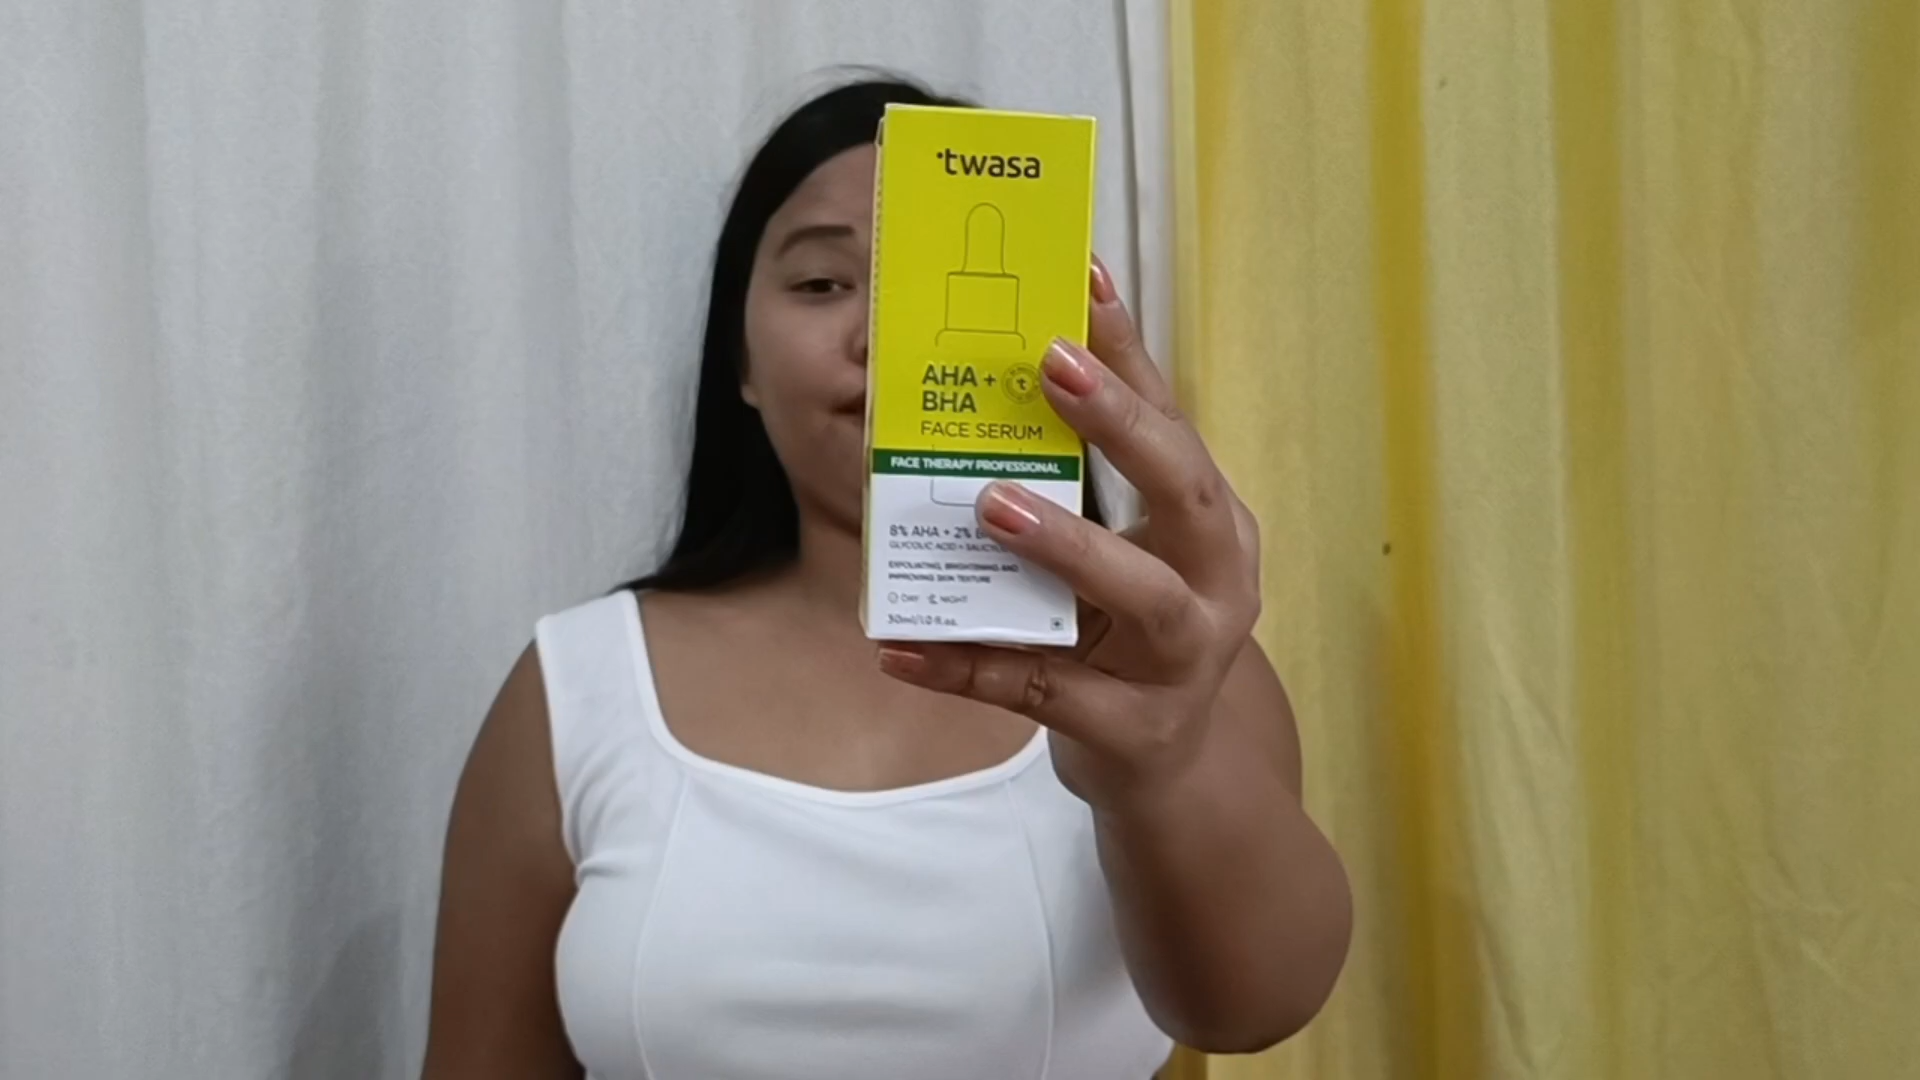 twasa
AHA +
BHA
FACE SERUM
FACE THERAPY PROFESSIONAL
8% AHA + 2%
GLYCOLIC ACID +
EXFOLIATING, BRIGHTENING AND
IMPROVING SKIN TEXTURE
DAY NIGHT
30ml/1.0 fl.oz.